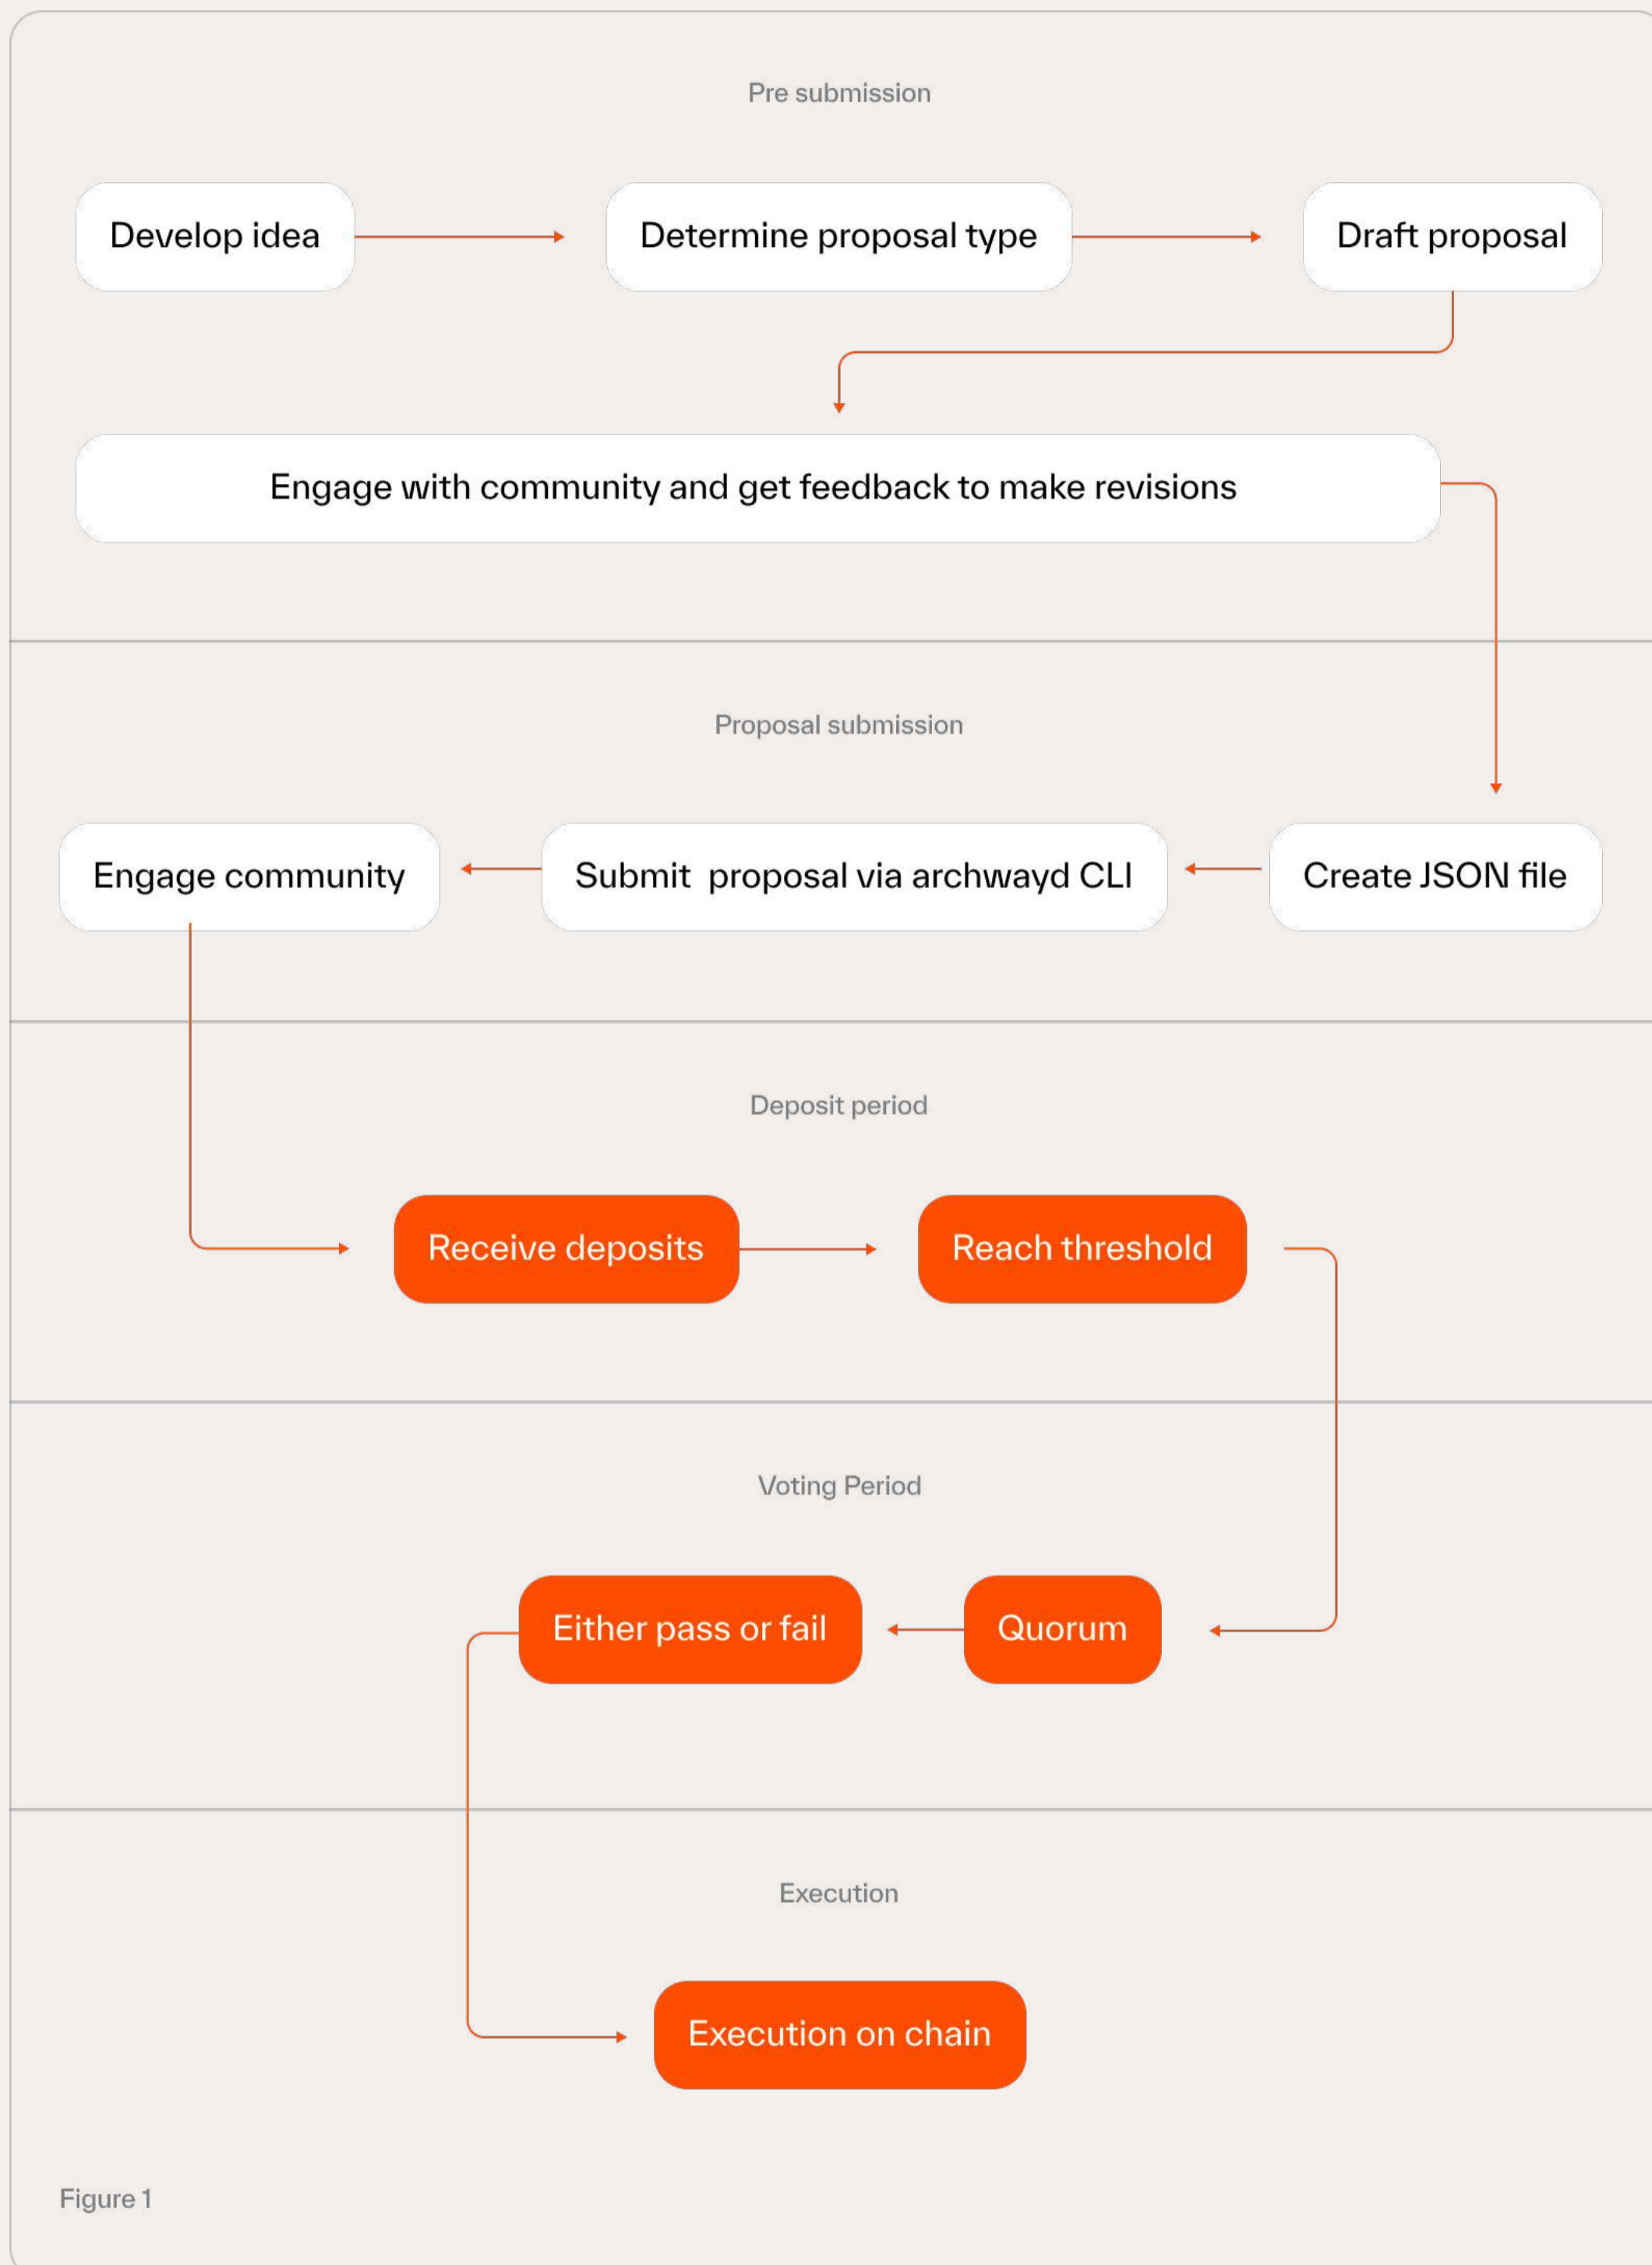 Pre submission
Develop idea
Determine proposal type
Draft proposal
Engage with community and get feedback to make revisions
Proposal submission
Engage community
Submit  proposal via archwayd CLI
Create JSON file
Deposit period
Receive deposits
Reach threshold
Voting Period
Either pass or fail
Quorum
Execution
Execution on chain
Figure 1